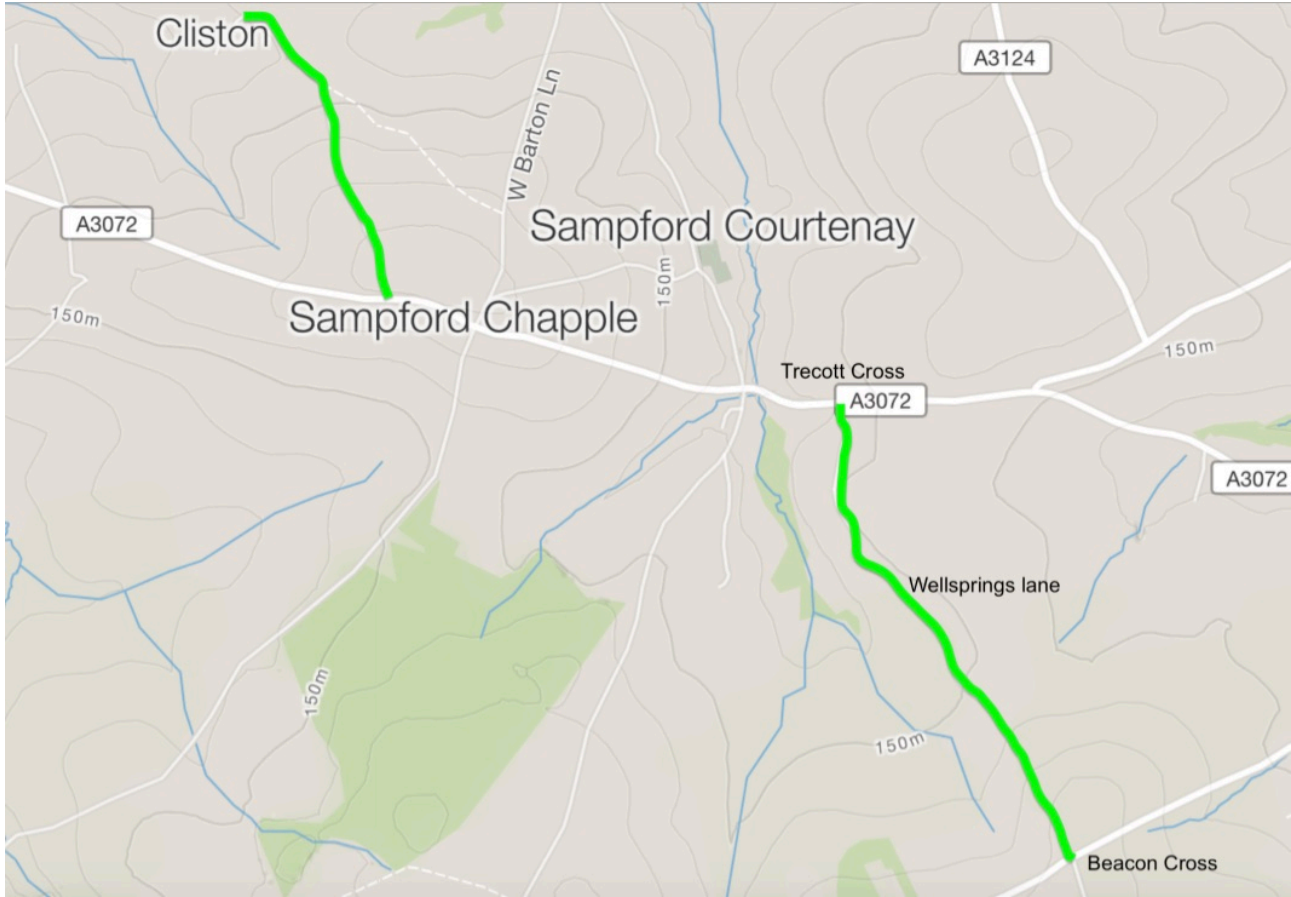 Cliston
A3124
W Barton Ln
A3072
Sampford Courtenay
150m
150m
Sampford Chapple
150m
Trecott Cross
A3072
A3072
Wellsprings lane
150m
150m
Beacon Cross